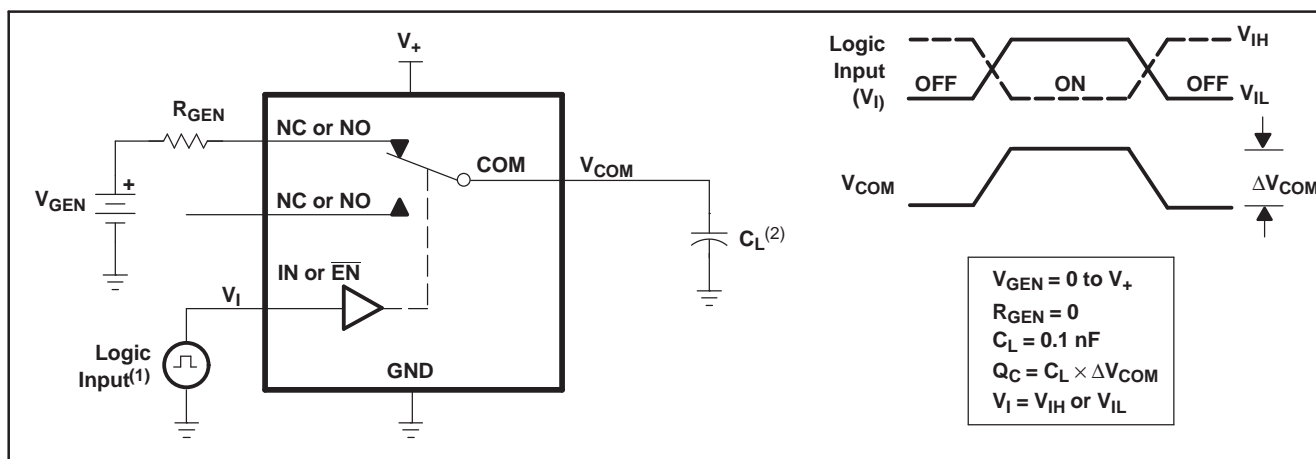 V+
RGEN
NC or NO
COM
VCOM
VGEN
+
NC or NO
CL(2)
IN or E̅N̅
VI
Logic
Input(1)
GND
Logic
Input
(VI)
OFF
ON
OFF
VIH
VIL
VCOM
ΔVCOM
VGEN = 0 to V+
RGEN = 0
CL = 0.1 nF
QC = CL × ΔVCOM
VI = VIH or VIL